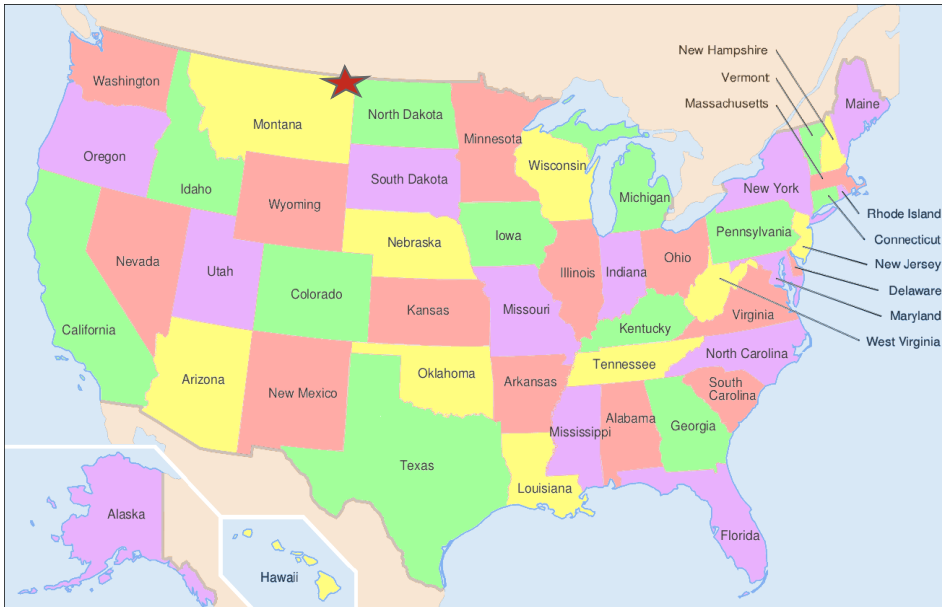 New Hampshire
Vermont
Massachusetts
Washington
Montana
North Dakota
Minnesota
Maine
Oregon
Idaho
Wyoming
South Dakota
Wisconsin
Michigan
New York
Rhode Island
Connecticut
New Jersey
Delaware
Maryland
West Virginia
Nevada
Utah
Colorado
Nebraska
Iowa
Illinois
Indiana
Ohio
Pennsylvania
California
Kansas
Missouri
Kentucky
Virginia
Arizona
New Mexico
Oklahoma
Arkansas
Tennessee
North Carolina
South
Carolina
Texas
Louisiana
Mississippi
Alabama
Georgia
Florida
Alaska
Hawaii